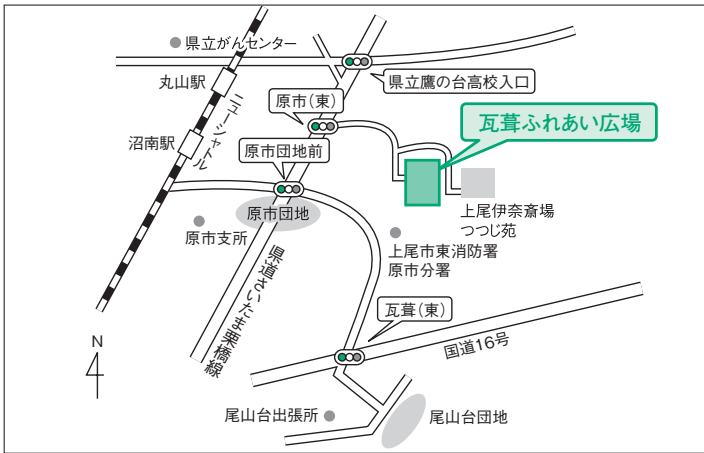 県立がんセンター
丸山駅
県立鷹の台高校入口
原市(東)
ニューシャトル
瓦葺ふれあい広場
沼南駅
原市団地前
原市団地
上尾伊奈斎場
つつじ苑
原市支所
上尾市東消防署
原市分署
県道さいたま栗橋線
瓦葺(東)
国道16号
N
尾山台出張所
尾山台団地